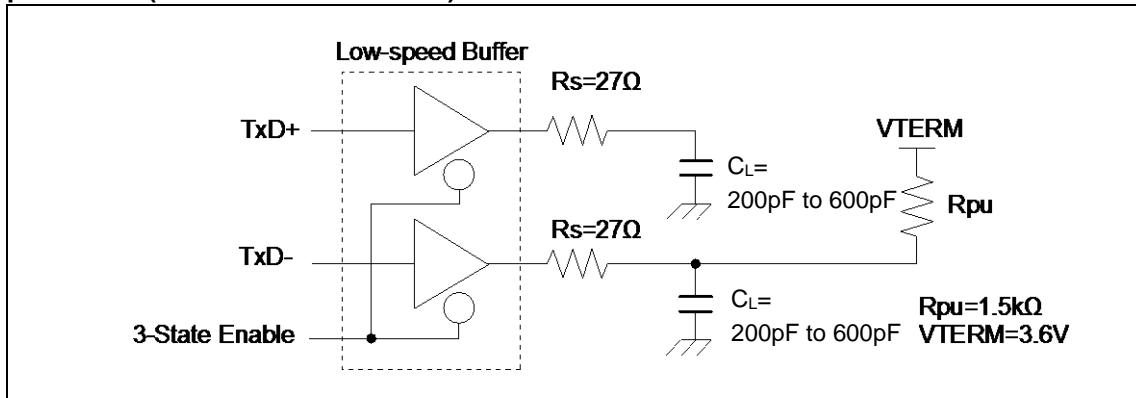 Low-speed Buffer
Rs=27Ω
TxD+
VTERM
CL=
200pF to 600pF
Rpu
Rs=27Ω
TxD-
CL=
200pF to 600pF
Rpu=1.5kΩ
VTERM=3.6V
3-State Enable